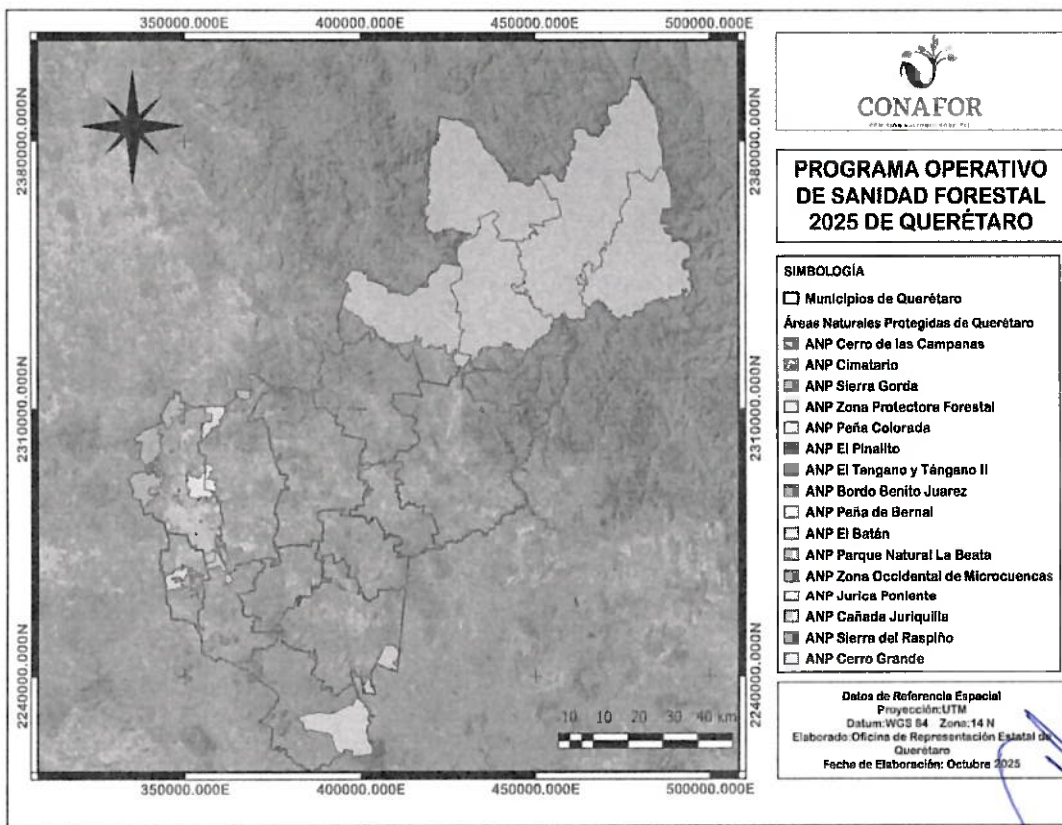 350000.000E 400000.000E 450000.000E 500000.000E
2380000.000N
2310000.000N
2240000.000N
2380000.000N
2310000.000N
2240000.000N
10 10 20 30 40 km
350000.000E 400000.000E 450000.000E 500000.000E
CONAFOR
PROGRAMA OPERATIVO
DE SANIDAD FORESTAL
2025 DE QUERÉTARO
SIMBOLOGÍA
Municipios de Querétaro
Áreas Naturales Protegidas de Querétaro
ANP Cerro de las Campanas
ANP Cimatario
ANP Sierra Gorda
ANP Zona Protectora Forestal
ANP Peña Colorada
ANP El Pinalito
ANP El Tangano y Tángano II
ANP Bordo Benito Juarez
ANP Peña de Bernal
ANP El Batán
ANP Parque Natural La Beata
ANP Zona Occidental de Microcuencas
ANP Jurica Poniente
ANP Cañada Juriquilla
ANP Sierra del Raspiño
ANP Cerro Grande
Datos de Referencia Espacial
Proyección:UTM
Datum:WGS 84 Zona:14 N
Elaborado:Oficina de Representación Estatal de
Querétaro
Fecha de Elaboración: Octubre 2025